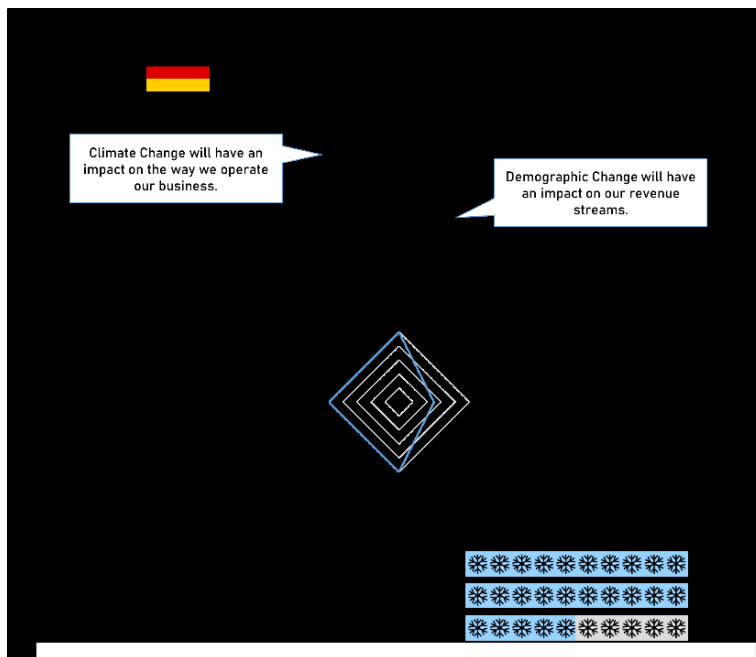 Climate Change will have an
impact on the way we operate
our business.
Demographic Change will have
an impact on our revenue
streams.